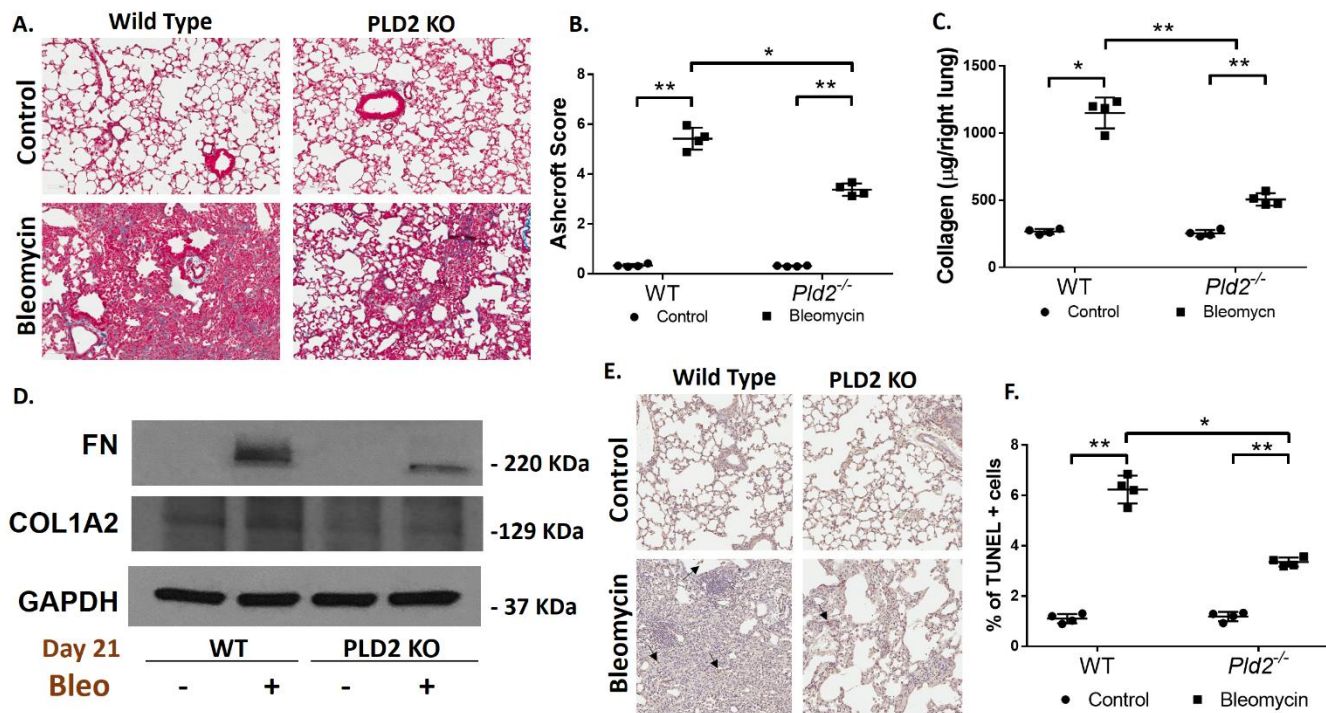 A.
Wild Type
PLD2 KO
Control
Bleomycin
B.
Ashcroft Score
8
6
4
2
0
**
*
**
WT
Pld2-/-
Control
Bleomycin
C.
Collagen (μg/right lung)
1500
1000
500
0
*
**
**
WT
Pld2-/-
Control
Bleomycn
D.
FN
- 220 KDa
COL1A2
-129 KDa
GAPDH
- 37 KDa
Day 21
WT
PLD2 KO
Bleo
-
+
-
+
E.
Wild Type
PLD2 KO
Control
Bleomycin
F.
% of TUNEL + cells
8
6
4
2
0
**
*
**
WT
Pld2-/-
Control
Bleomycin